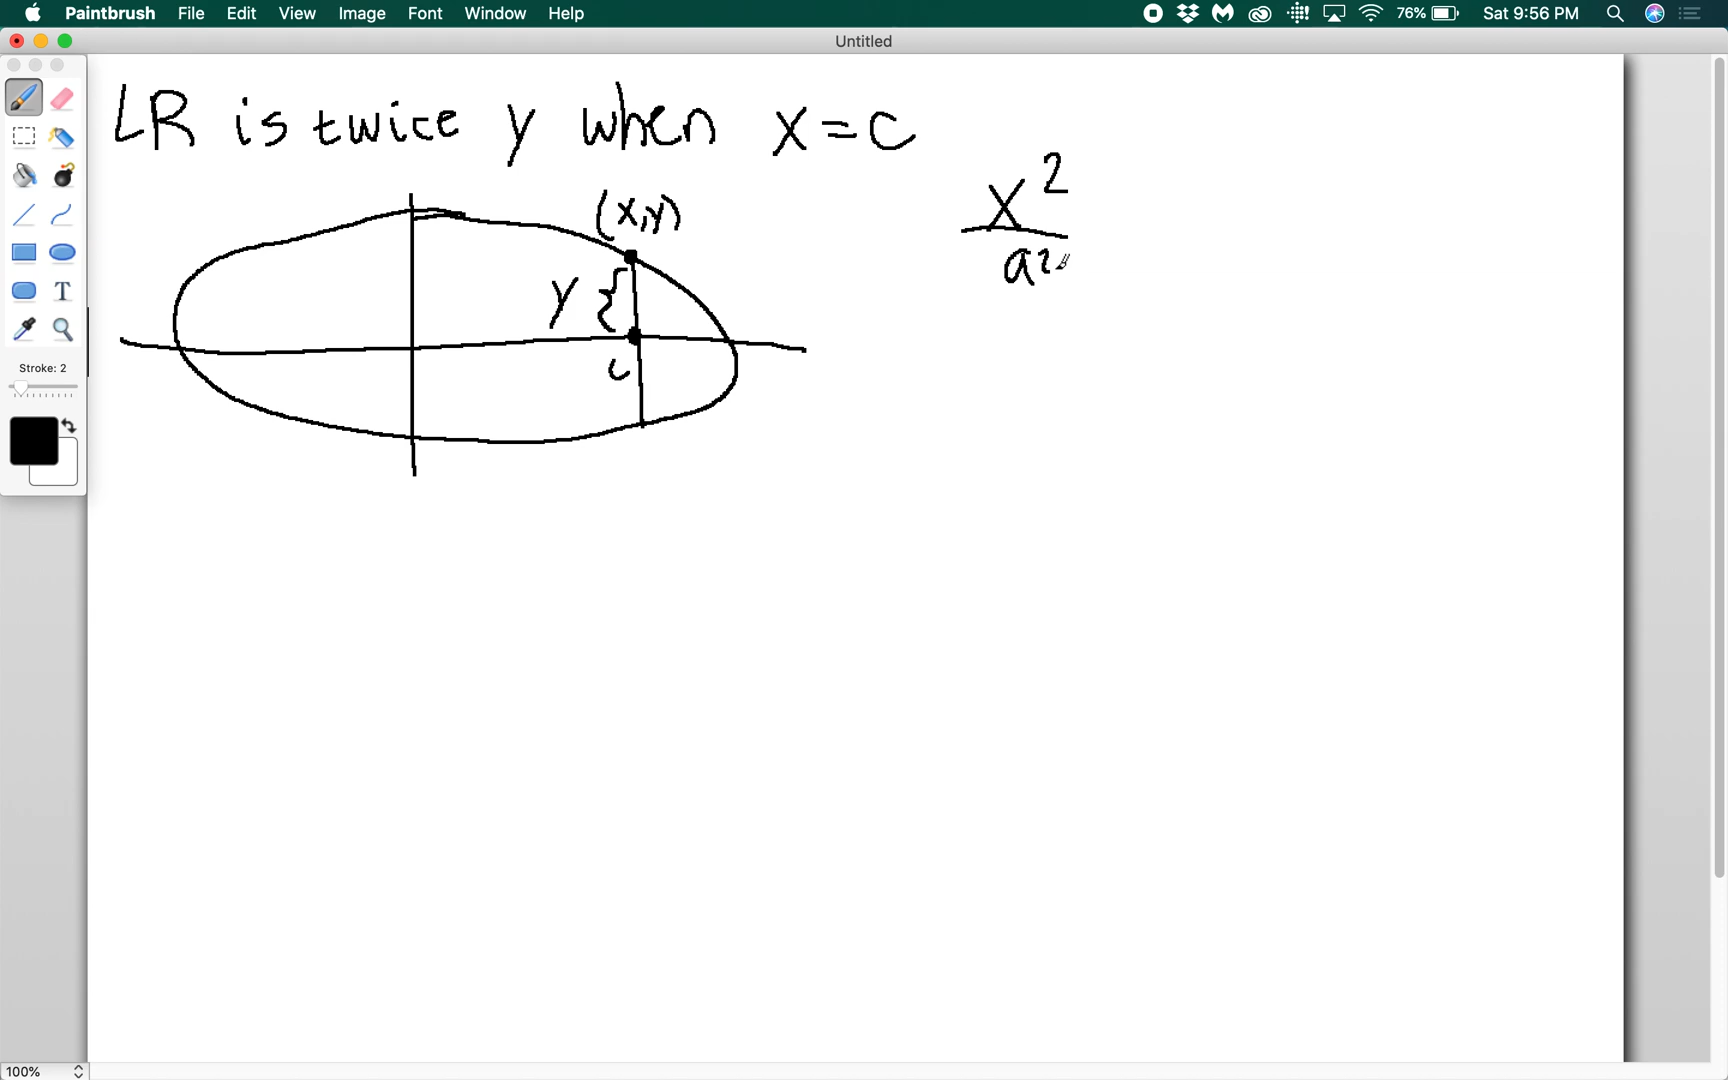 Paintbrush File Edit View Image Font Window Help 76% Sat 9:56 PM
Untitled
LR is twice y when x=c
(x,y)
x²
a²
y
c
T
Stroke: 2
100%